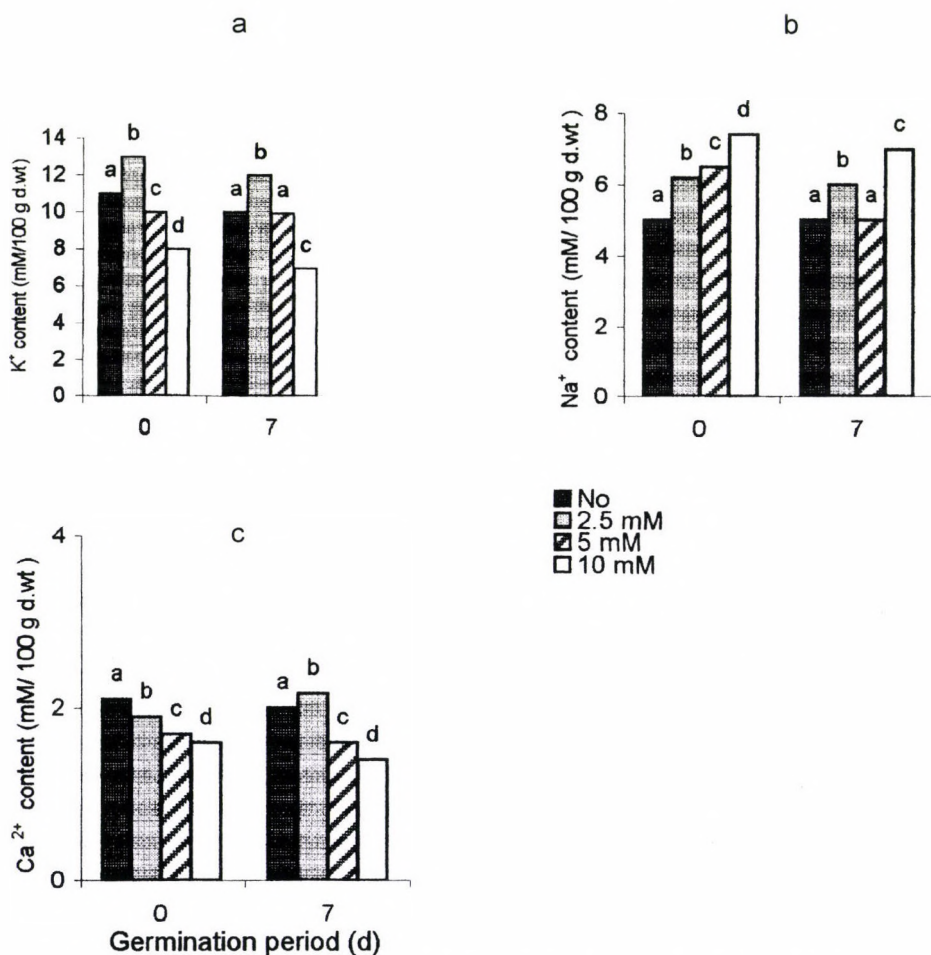 a
K⁺ content (mM/100 g d.wt)
14
12
10
8
6
4
2
0
a b c d
a b a c
0 7
b
Na⁺ content (mM/ 100 g d.wt)
8
6
4
2
0
a b c d
a b a c
0 7
No
2.5 mM
5 mM
10 mM
c
Ca ²⁺ content (mM/ 100 g d.wt)
4
2
0
a b c d
a b c d
0 7
Germination period (d)